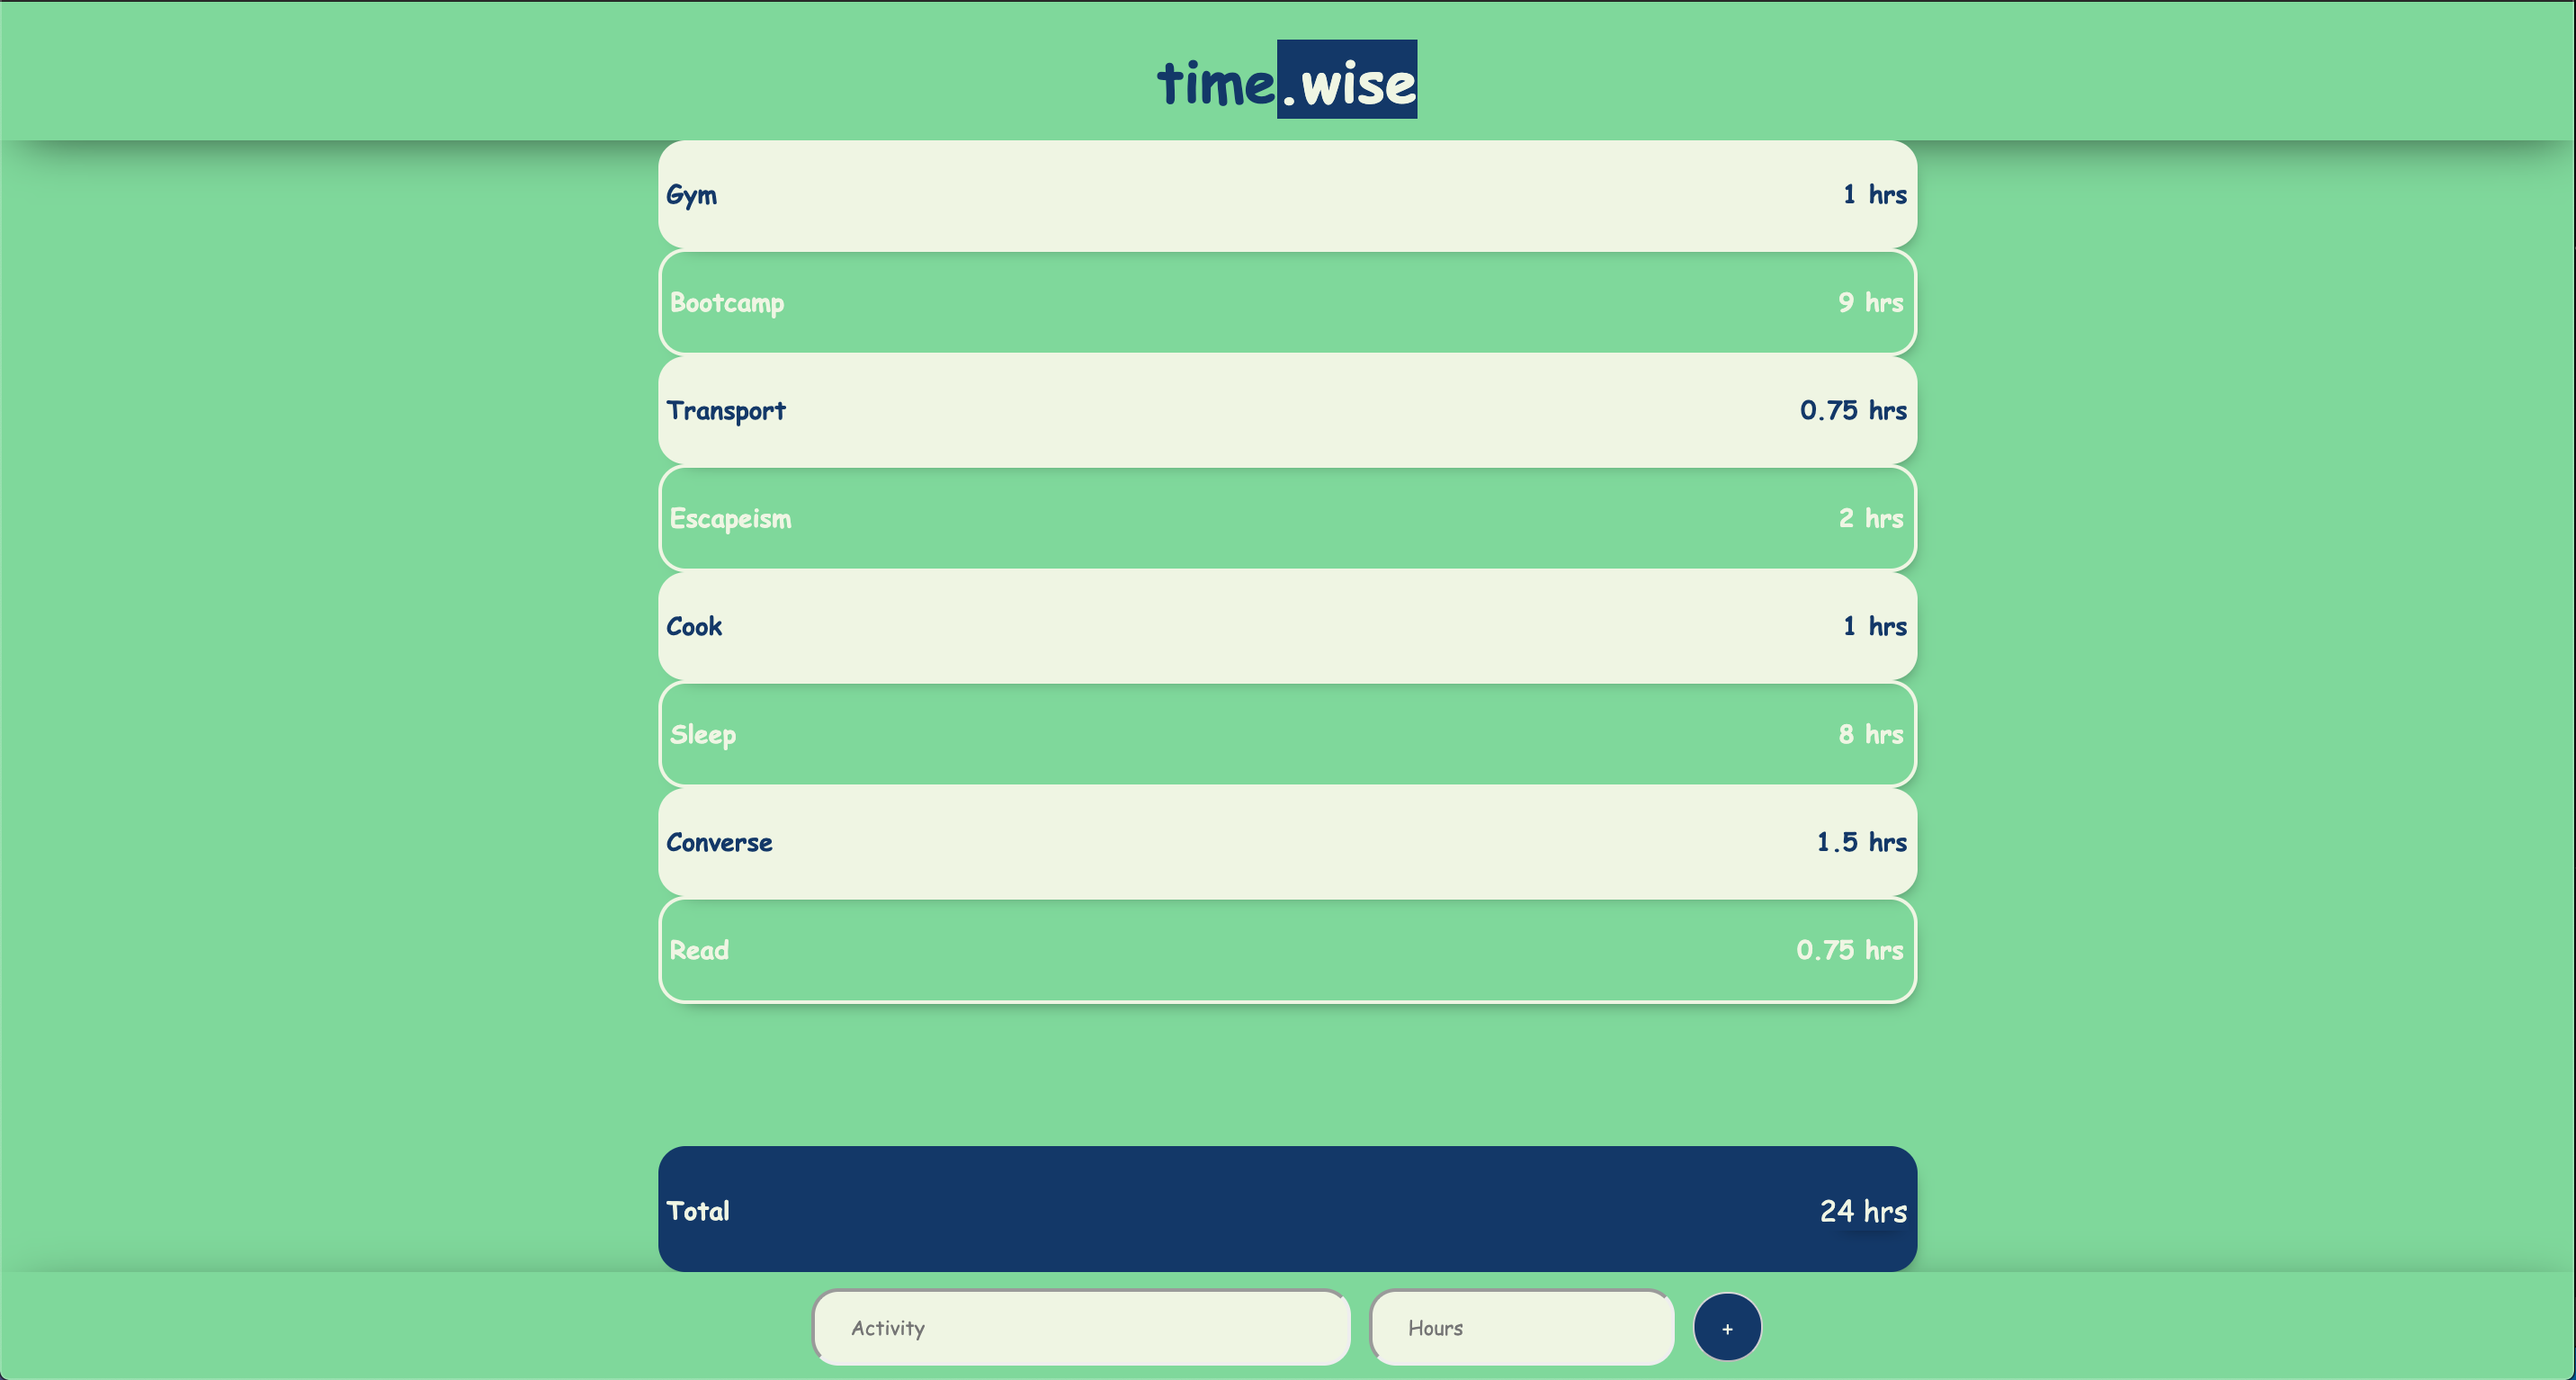 time.wise
Gym 1 hrs
Bootcamp 9 hrs
Transport 0.75 hrs
Escapeism 2 hrs
Cook 1 hrs
Sleep 8 hrs
Converse 1.5 hrs
Read 0.75 hrs
Total 24 hrs
Activity Hours +